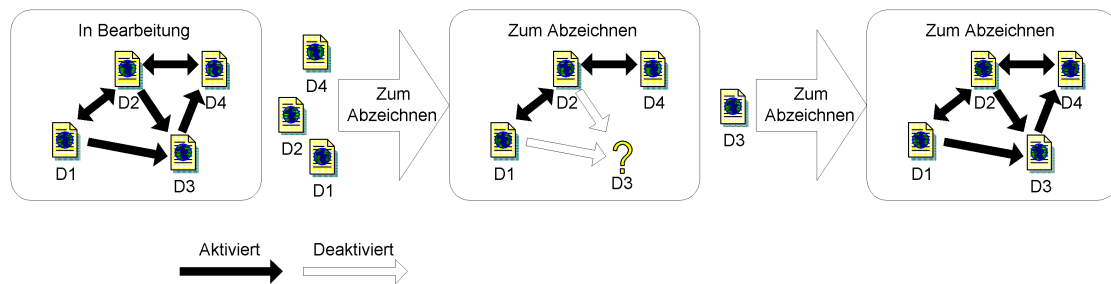 In Bearbeitung
D2
D4
D1
D3
D4
D2
D1
Zum
Abzeichnen
Zum Abzeichnen
D2
D4
D1
?
D3
D3
Zum
Abzeichnen
Zum Abzeichnen
D2
D4
D1
D3
Aktiviert
Deaktiviert